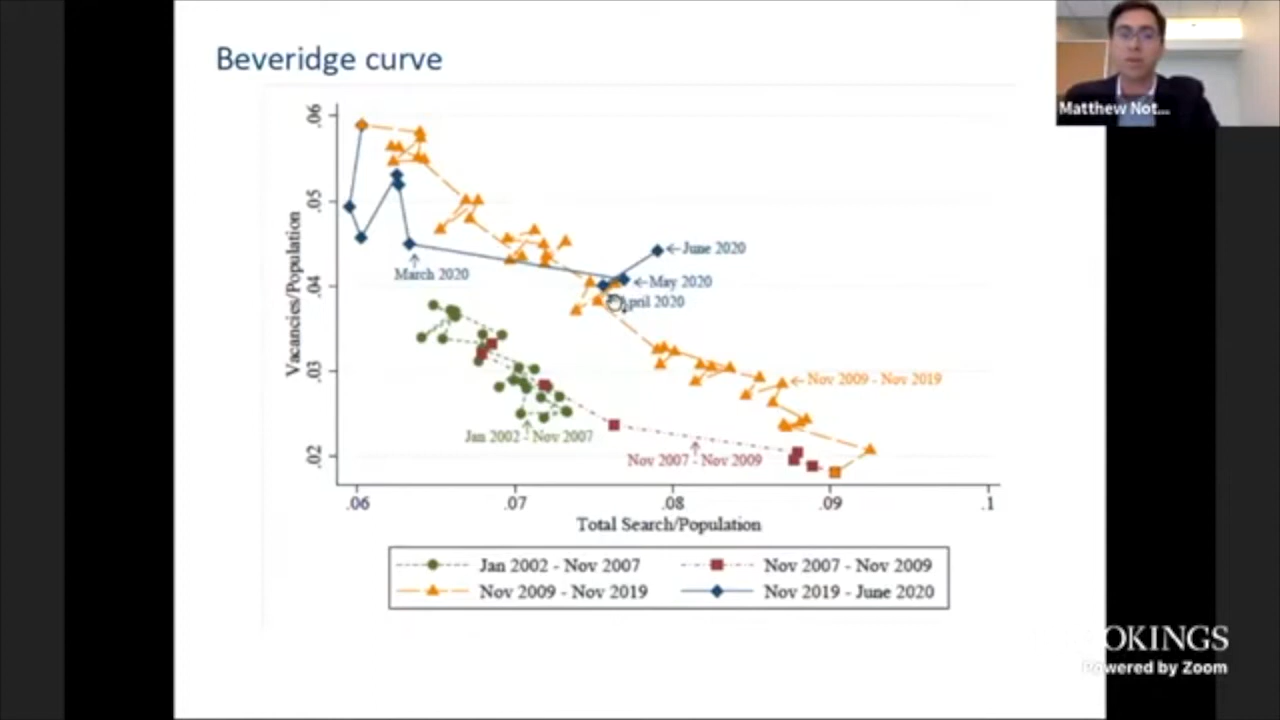 Beveridge curve
Matthew Not...
.06
.05
.04
.03
.02
Vacancies/Population
June 2020
May 2020
April 2020
March 2020
Nov 2009 - Nov 2019
Jan 2002 - Nov 2007
Nov 2007 - Nov 2009
.06 .07 .08 .09 .1
Total Search/Population
Jan 2002 - Nov 2007
Nov 2007 - Nov 2009
Nov 2009 - Nov 2019
Nov 2019 - June 2020
OKINGS
Powered by Zoom